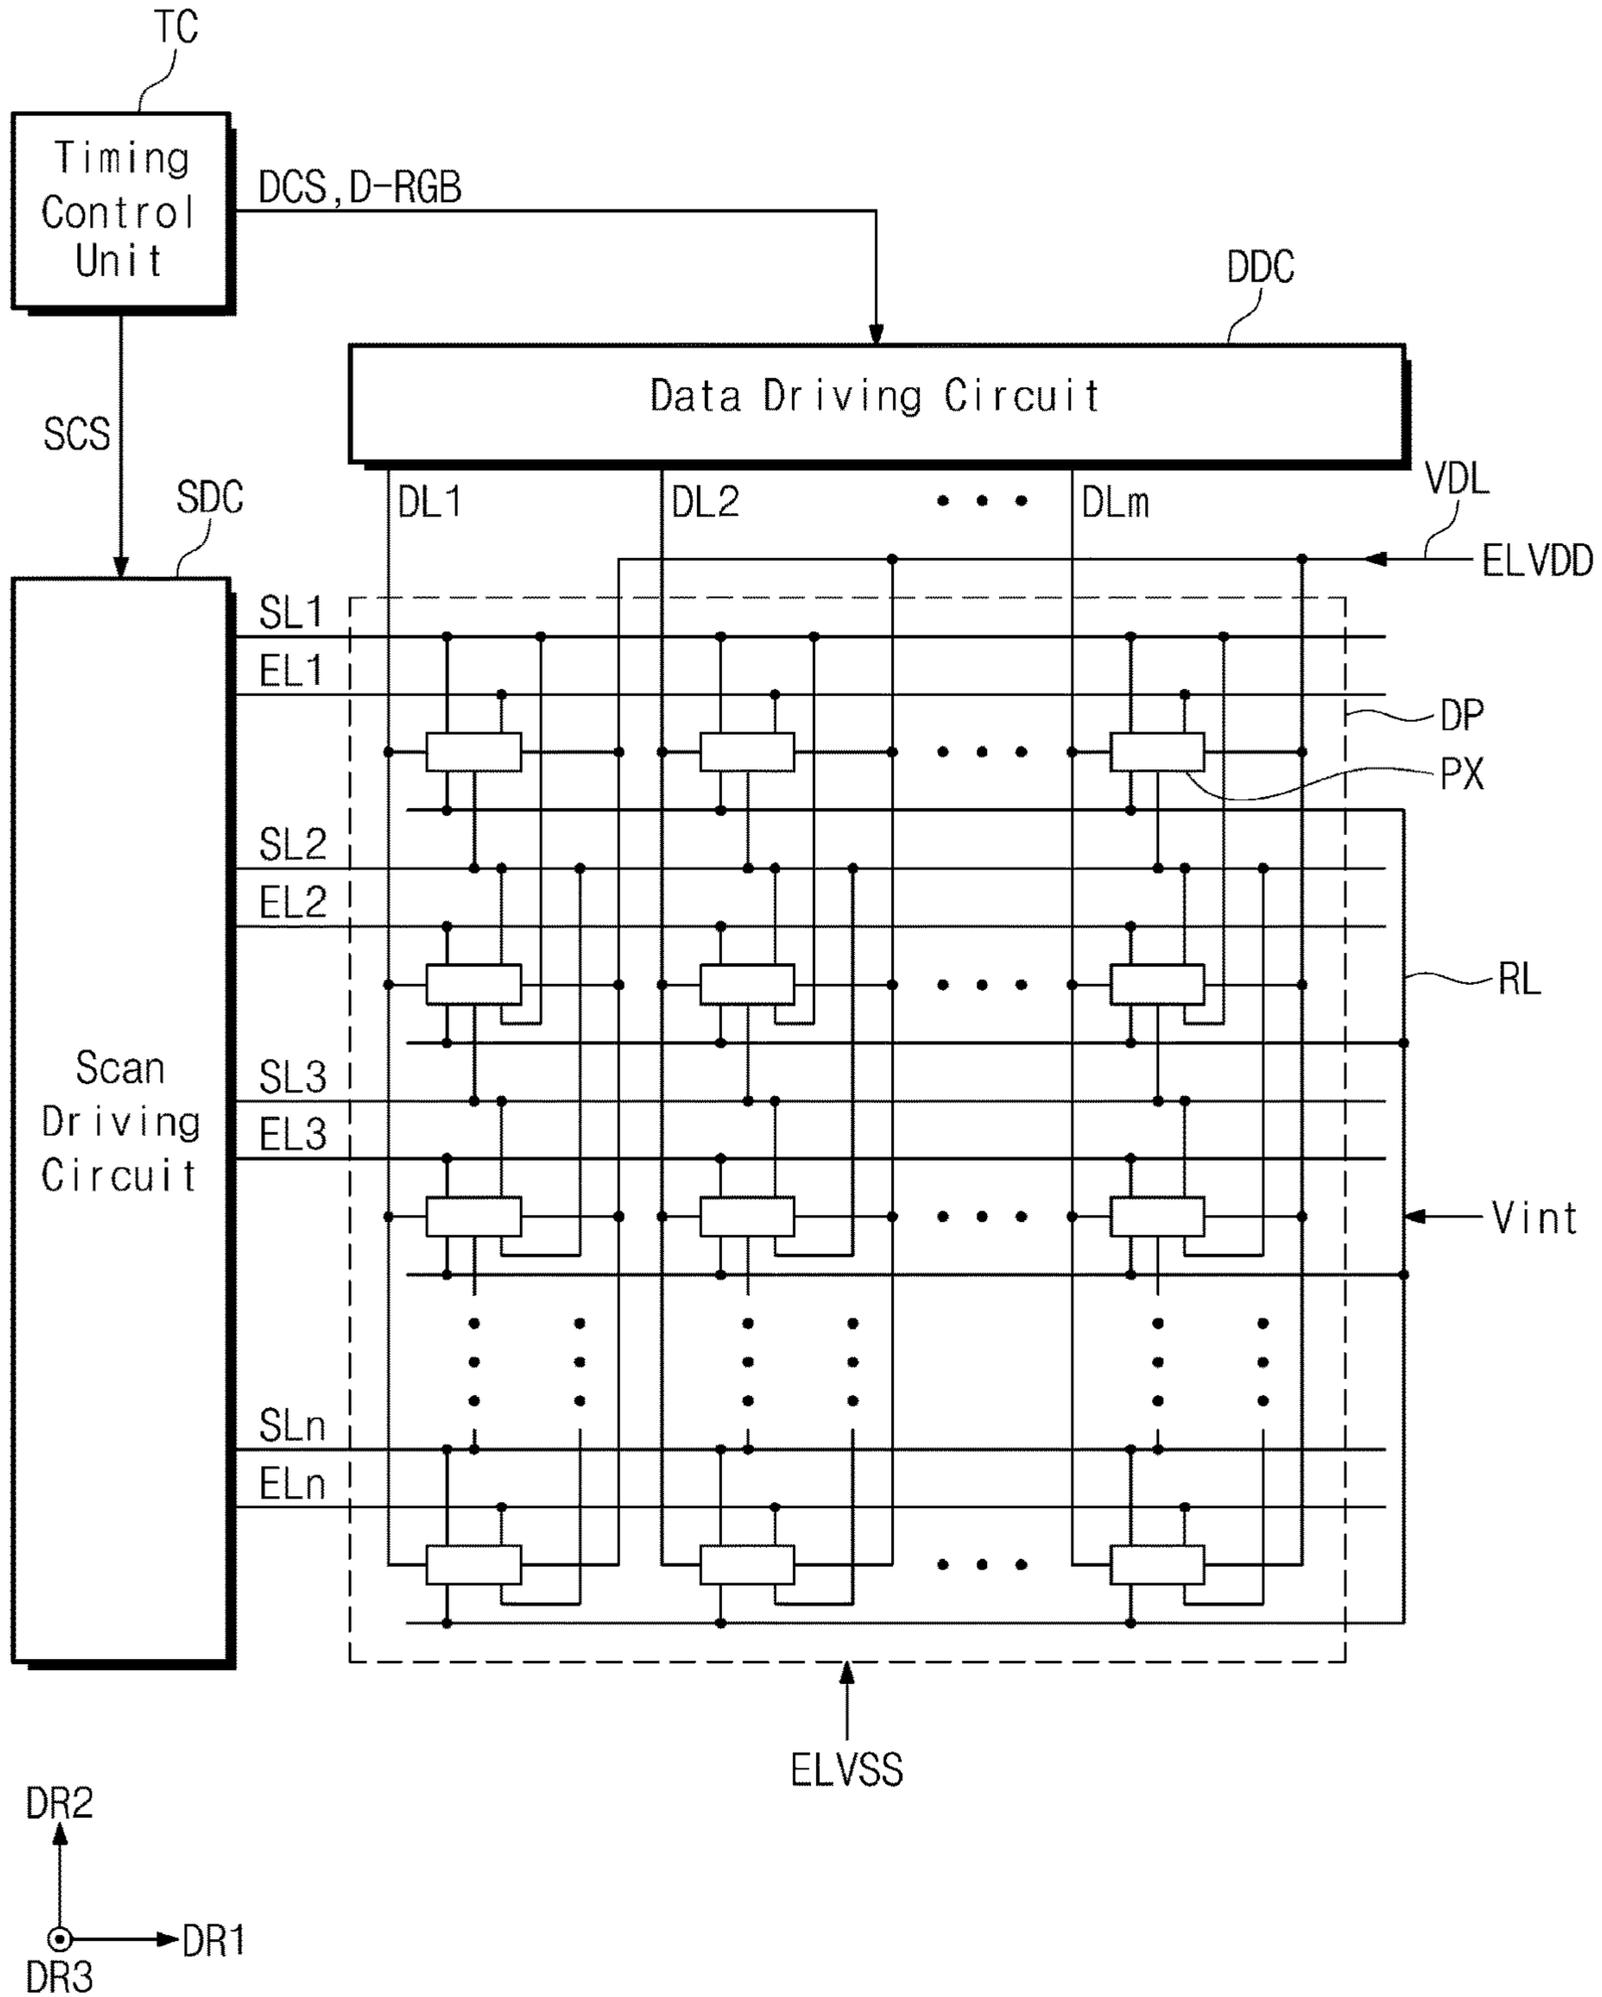 TC
Timing
Control
Unit
DCS,D-RGB
DDC
Data Driving Circuit
SCS
SDC
DL1
DL2
DLm
VDL
ELVDD
SL1
EL1
DP
PX
SL2
EL2
RL
Scan
Driving
Circuit
SL3
EL3
Vint
SLn
ELn
ELVSS
DR2
DR1
DR3